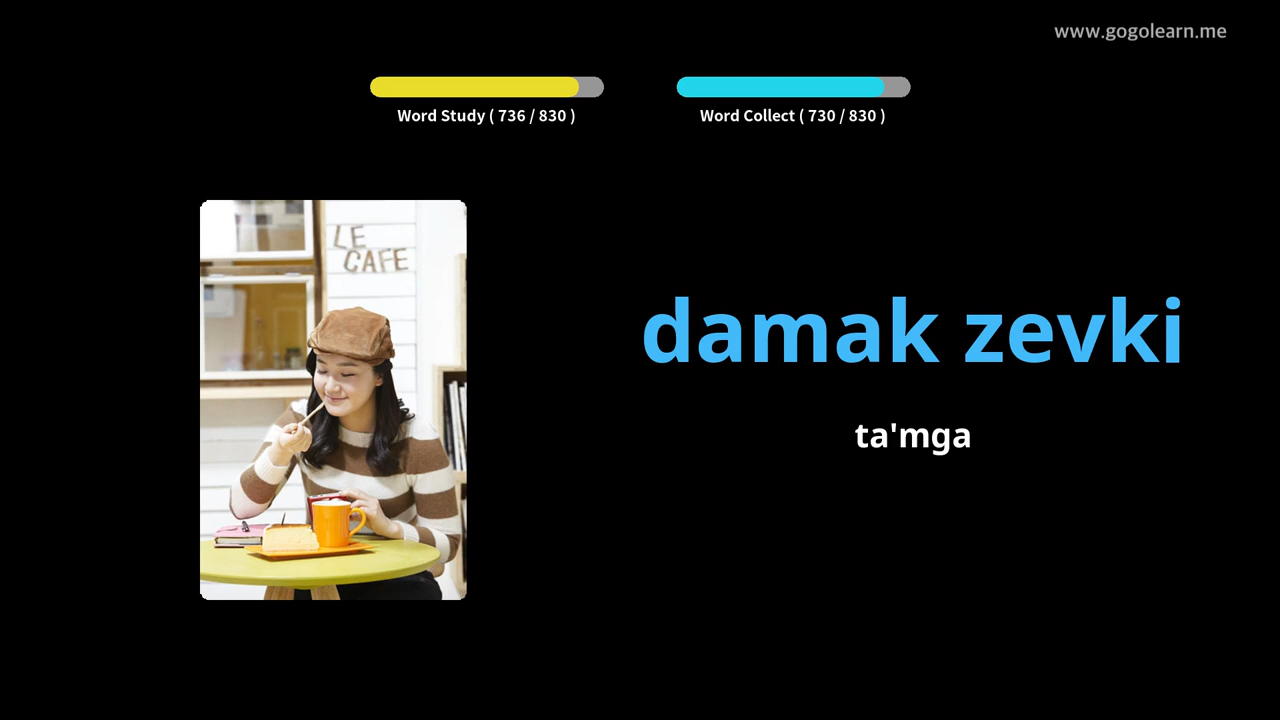 www.gogolearn.me
Word Study ( 736 / 830 )
Word Collect ( 730 / 830 )
LE
CAFE
damak zevki
ta'mga